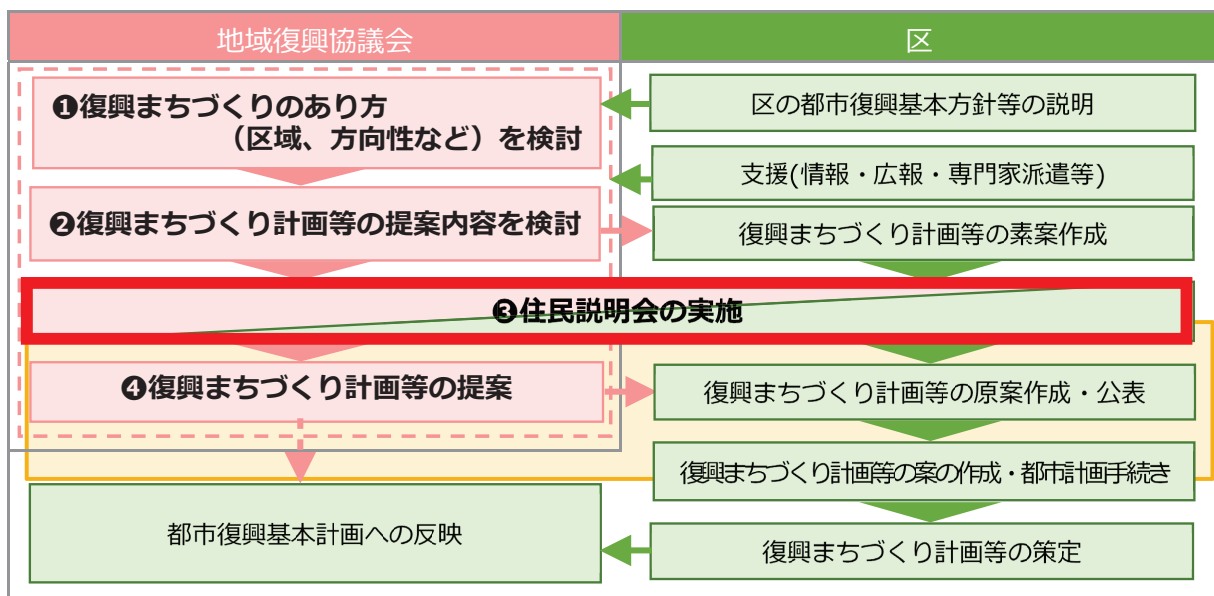 地域復興協議会
区
❶復興まちづくりのあり方
（区域、方向性など）を検討
区の都市復興基本方針等の説明
支援(情報・広報・専門家派遣等)
❷復興まちづくり計画等の提案内容を検討
復興まちづくり計画等の素案作成
❸住民説明会の実施
❹復興まちづくり計画等の提案
復興まちづくり計画等の原案作成・公表
復興まちづくり計画等の案の作成・都市計画手続き
都市復興基本計画への反映
復興まちづくり計画等の策定